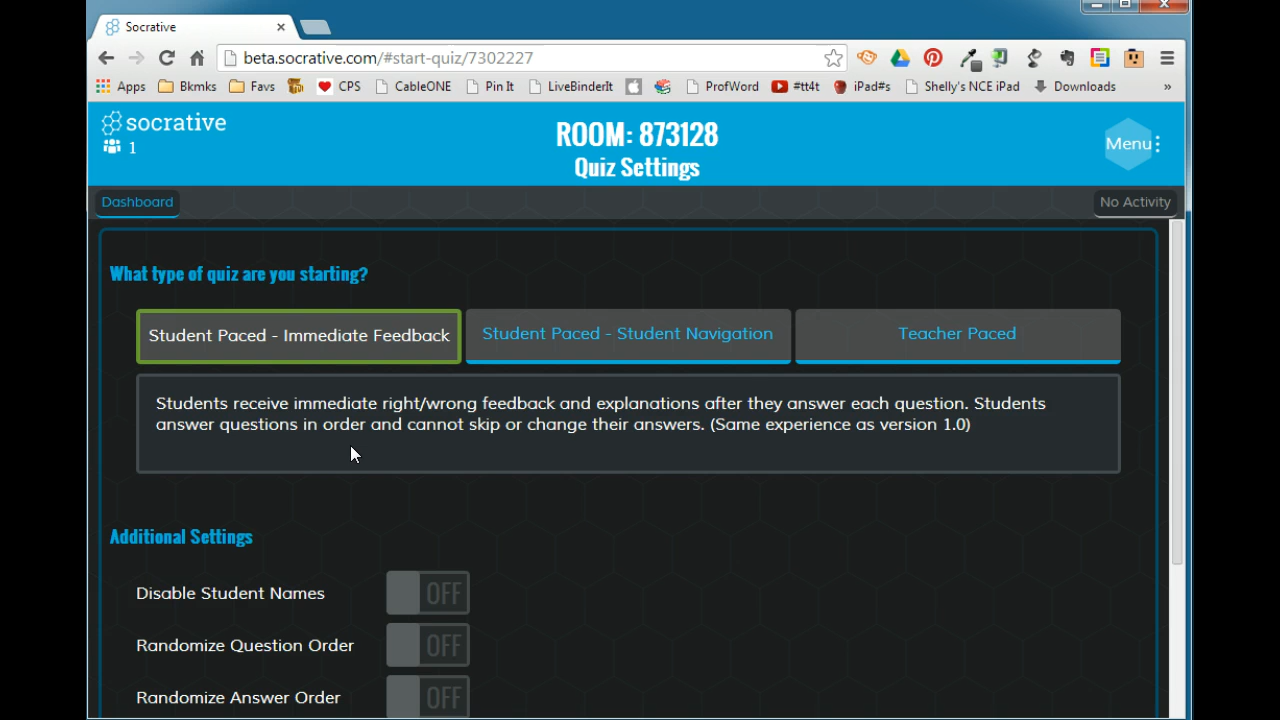 Socrative
beta.socrative.com/#start-quiz/7302227
Apps Bkmks Favs CPS CableONE Pin It LiveBinderIt ProfWord #tt4t iPad#s Shelly's NCE iPad Downloads »
socrative
1
ROOM: 873128
Quiz Settings
Menu
Dashboard
No Activity
What type of quiz are you starting?
Student Paced - Immediate Feedback
Student Paced - Student Navigation
Teacher Paced
Students receive immediate right/wrong feedback and explanations after they answer each question. Students
answer questions in order and cannot skip or change their answers. (Same experience as version 1.0)
Additional Settings
Disable Student Names OFF
Randomize Question Order OFF
Randomize Answer Order OFF